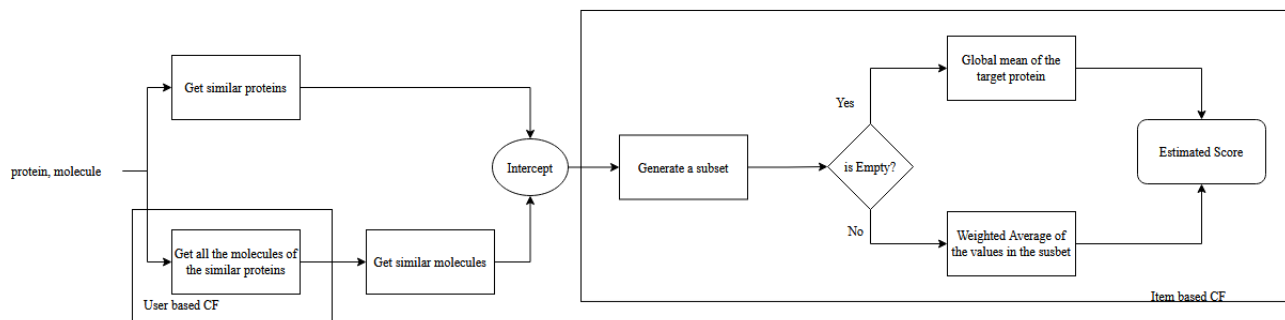 Get similar proteins
protein, molecule
Get all the molecules of
the similar proteins
User based CF
Get similar molecules
Intercept
Generate a subset
is Empty?
Yes
No
Global mean of the
target protein
Weighted Average of
the values in the susbet
Estimated Score
Item based CF